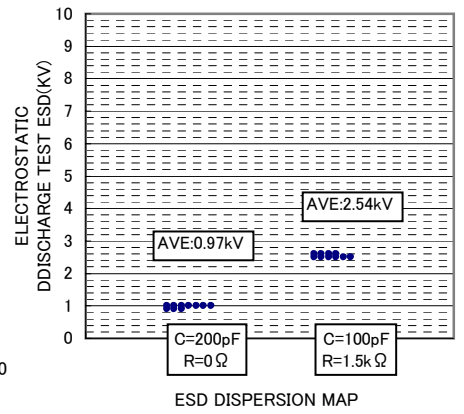 ELECTROSTATIC
DDISCHARGE TEST ESD(KV)
10
9
8
7
6
5
4
3
2
1
0
AVE:2.54kV
AVE:0.97kV
C=200pF
R=0Ω
C=100pF
R=1.5kΩ
0
ESD DISPERSION MAP